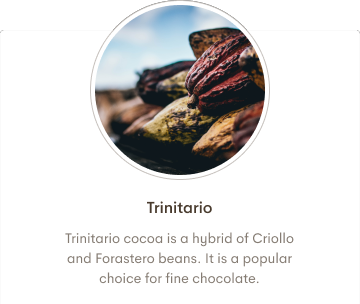 Trinitario
Trinitario cocoa is a hybrid of Criollo
and Forastero beans. It is a popular
choice for fine chocolate.